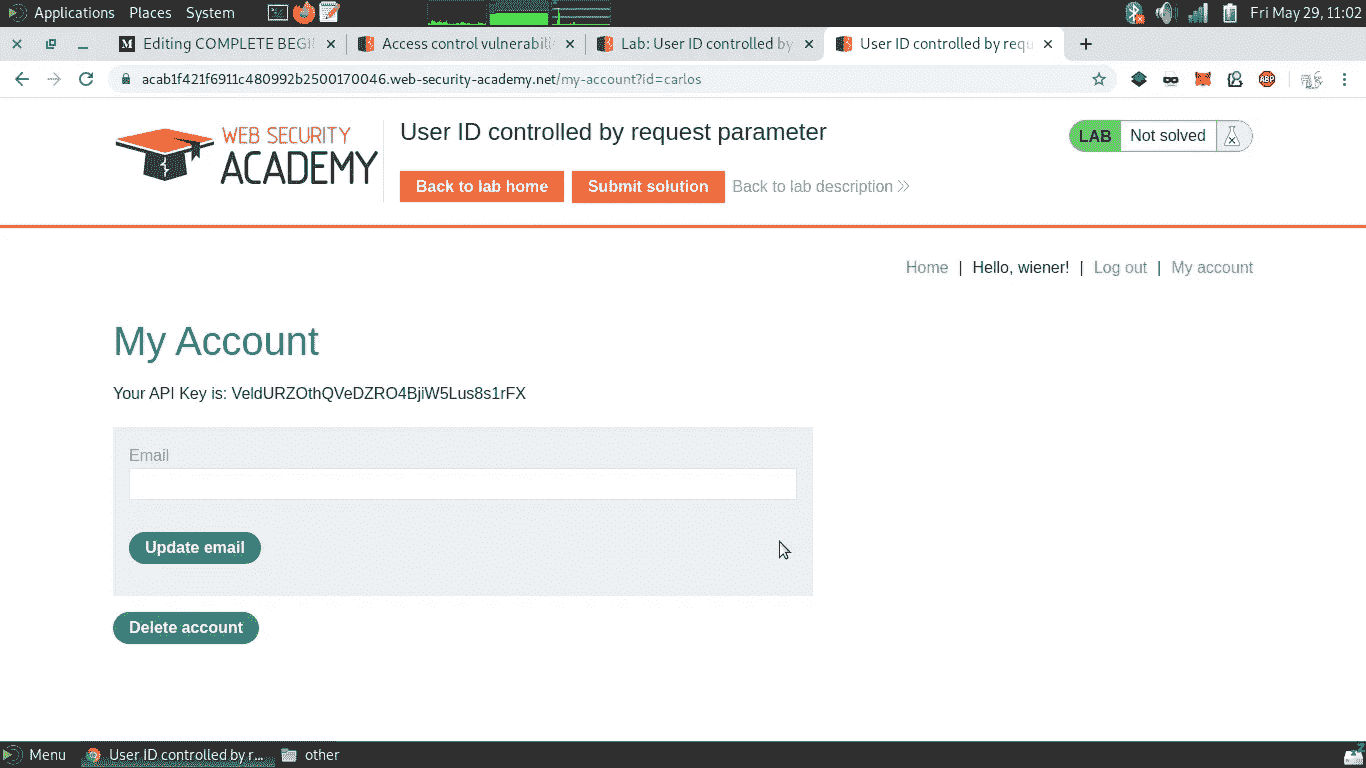 Applications Places System Fri May 29, 11:02
Editing COMPLETE BEGI Access control vulnerabili Lab: User ID controlled by User ID controlled by requ
acab1f421f6911c480992b2500170046.web-security-academy.net/my-account?id=carlos ABP
WEB SECURITY ACADEMY
User ID controlled by request parameter
LAB Not solved
Back to lab home Submit solution Back to lab description
Home | Hello, wiener! | Log out | My account
My Account
Your API Key is: VeldURZOthQVeDZRO4BjiW5Lus8s1rFX
Email
Update email
Delete account
Menu User ID controlled by r... other